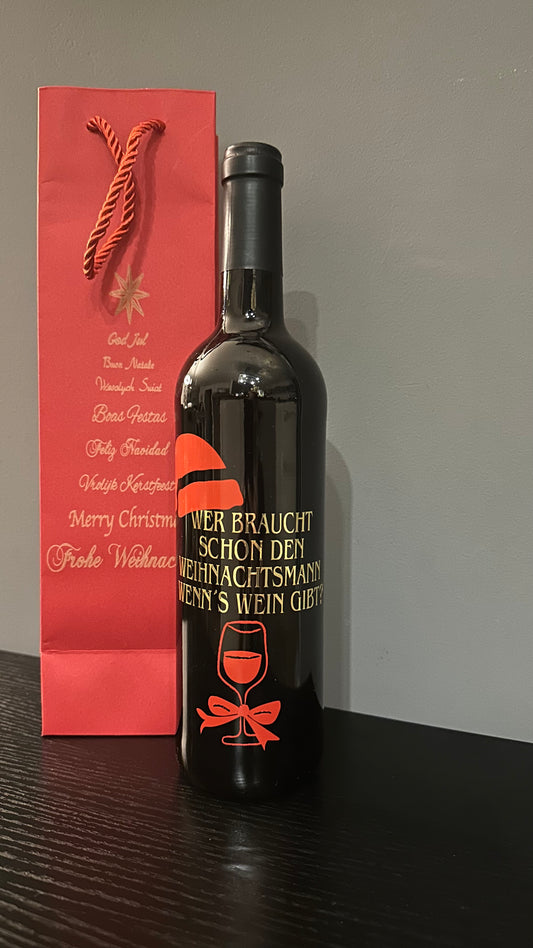 God Jul
Buon Natale
Wesołych Świąt
Boas Festas
Feliz Navidad
Vrolijk Kerstfeest
Merry Christm
Frohe Weihnac
WER BRAUCHT
SCHON DEN
WEIHNACHTSMANN
WENN´S WEIN GIBT?